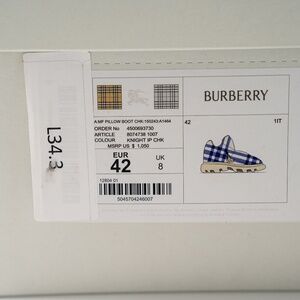 L34.3
BURBERRY
A:MF PILLOW BOOT CHK:150243:A1464
ORDER No 4500693730
ARTICLE 8074738 1007
COLOUR KNIGHT IP CHK
MSRP US $ 1,050
EUR UK
42 8
42 1IT
12804 01
5045704246007